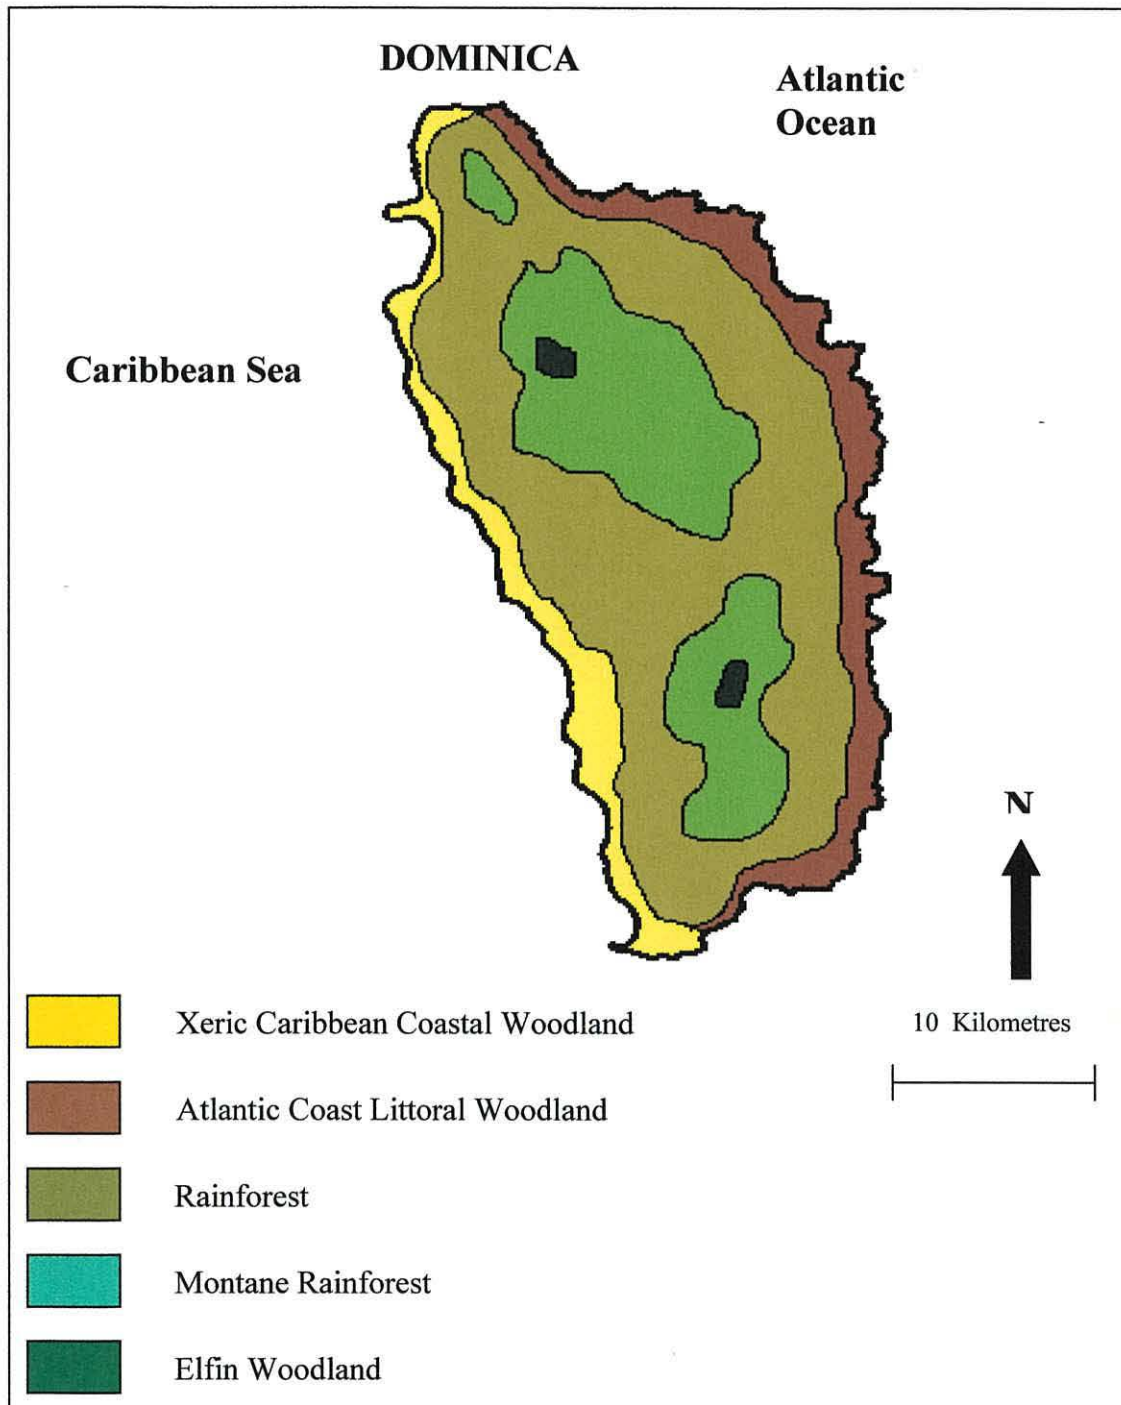 DOMINICA
Atlantic
Ocean
Caribbean Sea
N
10 Kilometres
Xeric Caribbean Coastal Woodland
Atlantic Coast Littoral Woodland
Rainforest
Montane Rainforest
Elfin Woodland